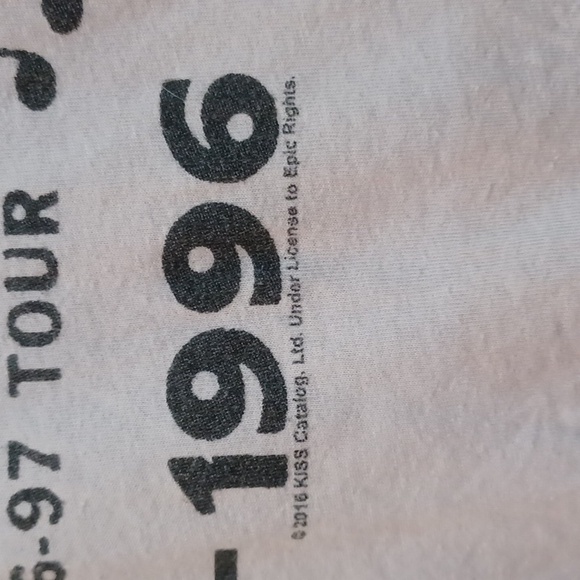 6-97 TOUR
-1996
©2016 KISS Catalog, Ltd. Under License to Epic Rights.